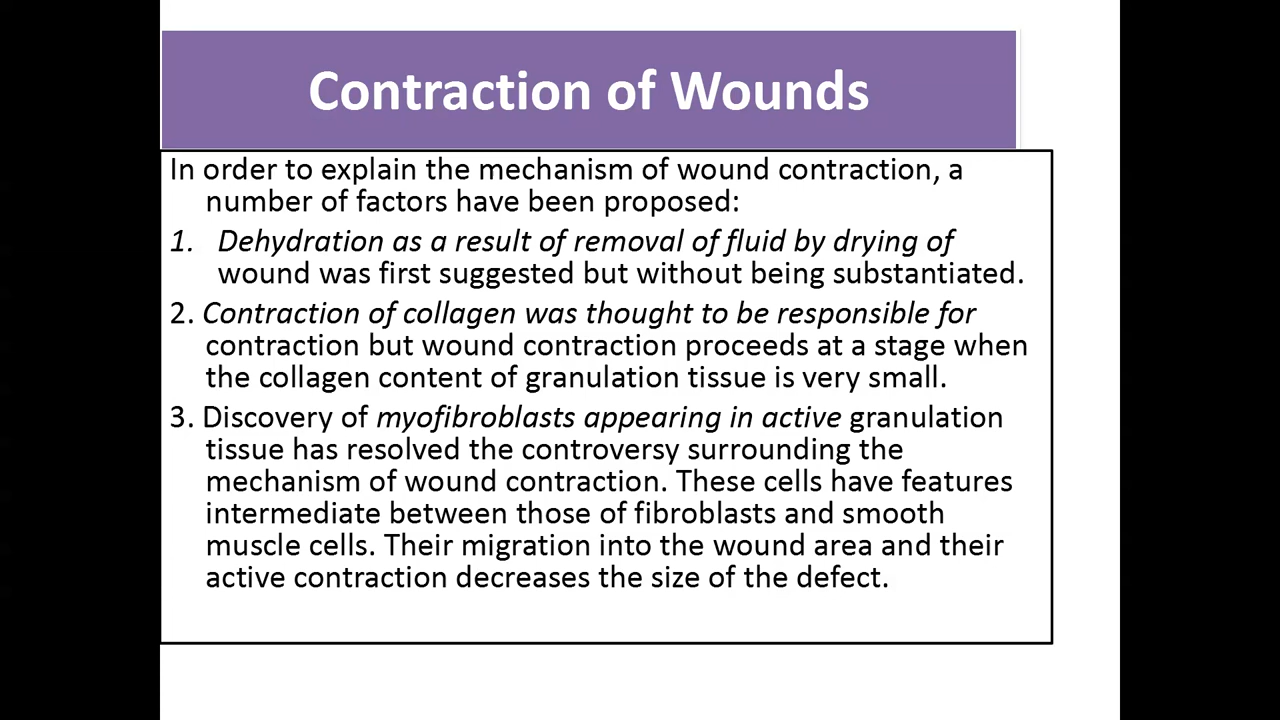 Contraction of Wounds
In order to explain the mechanism of wound contraction, a
number of factors have been proposed:
1. Dehydration as a result of removal of fluid by drying of
wound was first suggested but without being substantiated.
2. Contraction of collagen was thought to be responsible for
contraction but wound contraction proceeds at a stage when
the collagen content of granulation tissue is very small.
3. Discovery of myofibroblasts appearing in active granulation
tissue has resolved the controversy surrounding the
mechanism of wound contraction. These cells have features
intermediate between those of fibroblasts and smooth
muscle cells. Their migration into the wound area and their
active contraction decreases the size of the defect.